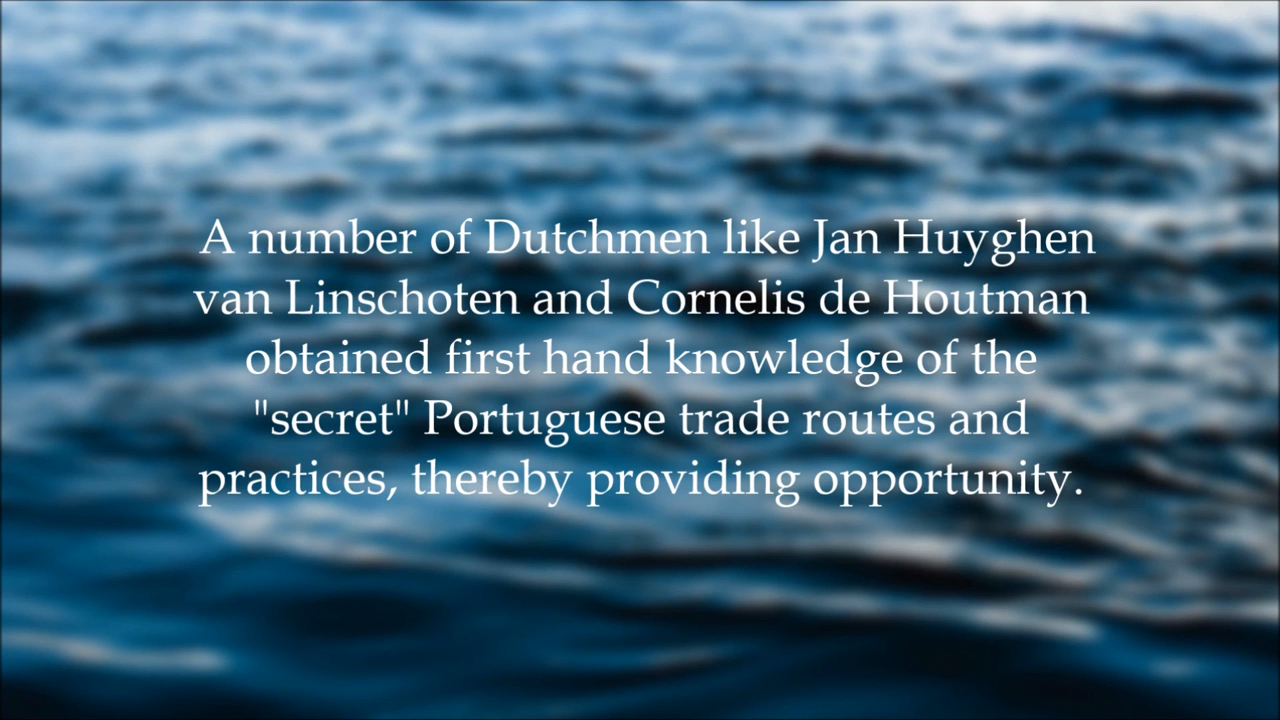 A number of Dutchmen like Jan Huyghen
van Linschoten and Cornelis de Houtman
obtained first hand knowledge of the
"secret" Portuguese trade routes and
practices, thereby providing opportunity.